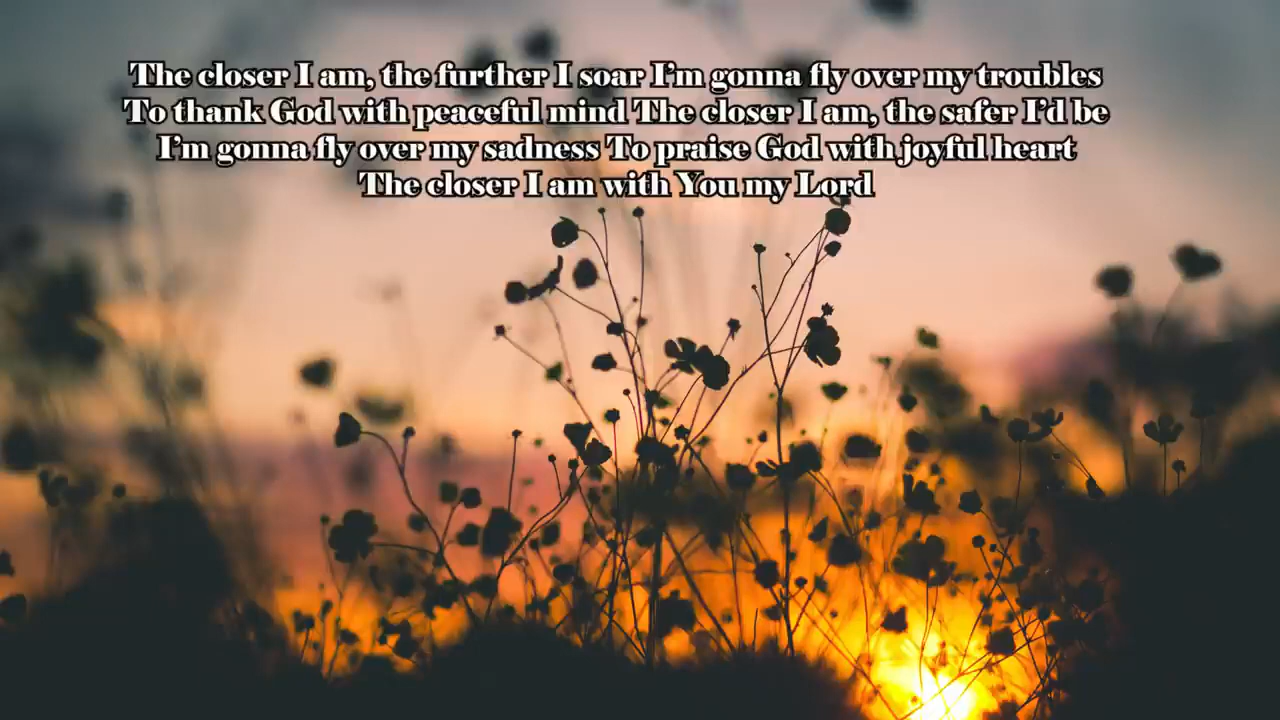 The closer I am, the further I soar I'm gonna fly over my troubles
To thank God with peaceful mind The closer I am, the safer I'd be
I'm gonna fly over my sadness To praise God with joyful heart
The closer I am with You my Lord